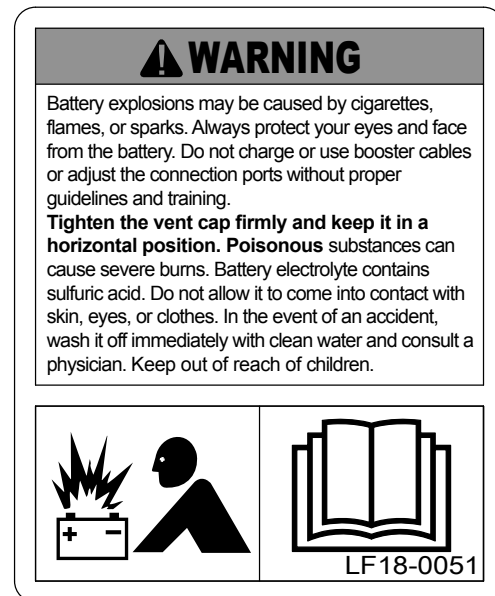 WARNING
Battery explosions may be caused by cigarettes,
flames, or sparks. Always protect your eyes and face
from the battery. Do not charge or use booster cables
or adjust the connection ports without proper
guidelines and training.
Tighten the vent cap firmly and keep it in a
horizontal position. Poisonous substances can
cause severe burns. Battery electrolyte contains
sulfuric acid. Do not allow it to come into contact with
skin, eyes, or clothes. In the event of an accident,
wash it off immediately with clean water and consult a
physician. Keep out of reach of children.
+ −
LF18-0051